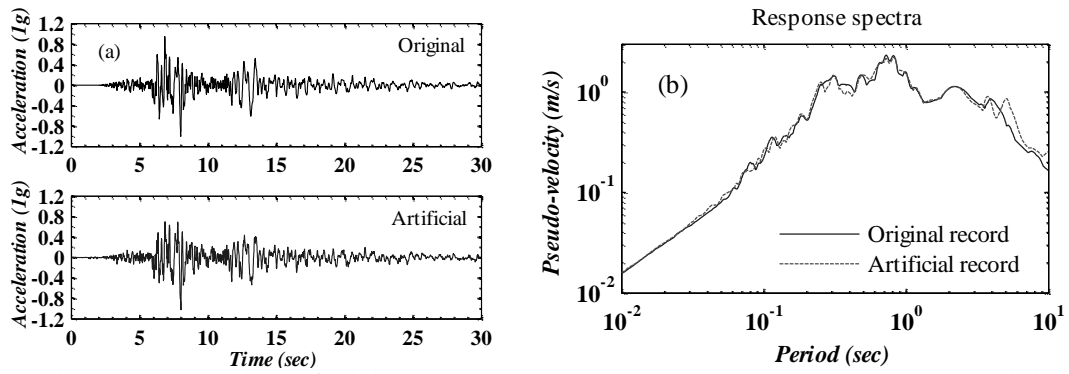 1.2
0.8
0.4
0
-0.4
-0.8
-1.2
Acceleration (1g)
(a)
Original
0 5 10 15 20 25 30
1.2
0.8
0.4
0
-0.4
-0.8
-1.2
Acceleration (1g)
Artificial
0 5 10 15 20 25 30
Time (sec)
Response spectra
(b)
10^0
10^-1
10^-2
Pseudo-velocity (m/s)
Original record
Artificial record
10^-2 10^-1 10^0 10^1
Period (sec)